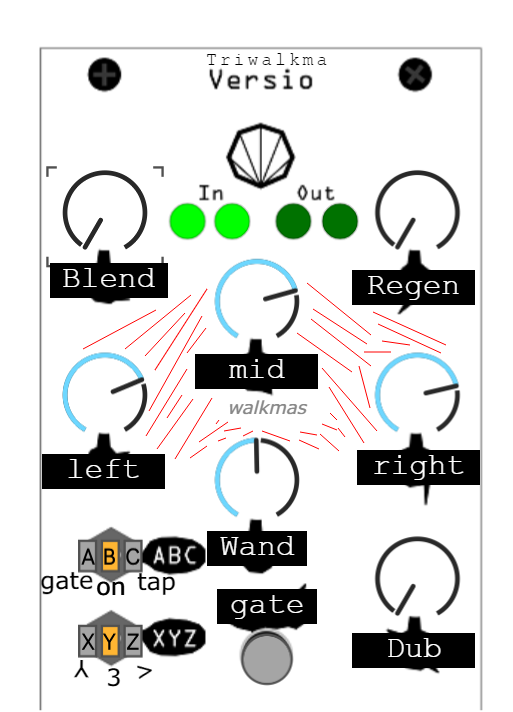 Triwalkma
Versio
In Out
Blend
Regen
mid
walkmas
left
right
Wand
A B C ABC
gate on tap
gate
X Y Z XYZ
⅄ 3 >
Dub